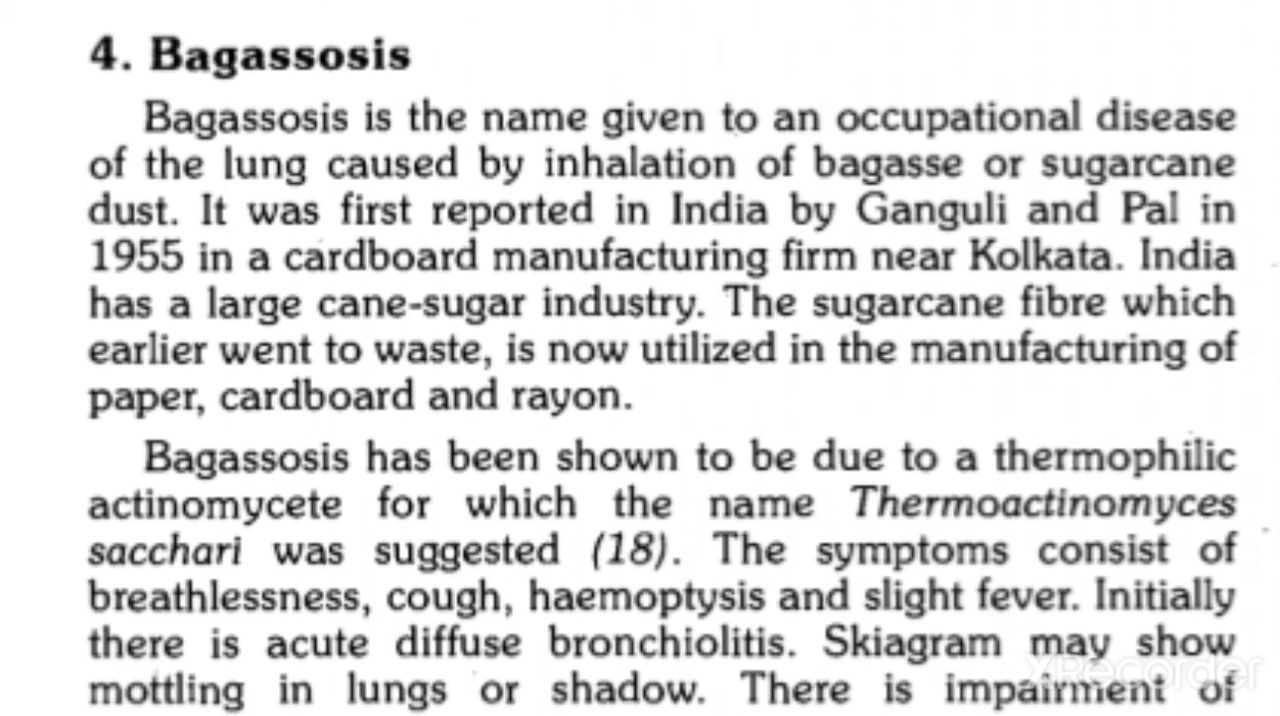 4. Bagassosis
Bagassosis is the name given to an occupational disease
of the lung caused by inhalation of bagasse or sugarcane
dust. It was first reported in India by Ganguli and Pal in
1955 in a cardboard manufacturing firm near Kolkata. India
has a large cane-sugar industry. The sugarcane fibre which
earlier went to waste, is now utilized in the manufacturing of
paper, cardboard and rayon.
Bagassosis has been shown to be due to a thermophilic
actinomycete for which the name Thermoactinomyces
sacchari was suggested (18). The symptoms consist of
breathlessness, cough, haemoptysis and slight fever. Initially
there is acute diffuse bronchiolitis. Skiagram may show
mottling in lungs or shadow. There is impairment of
XRecorder